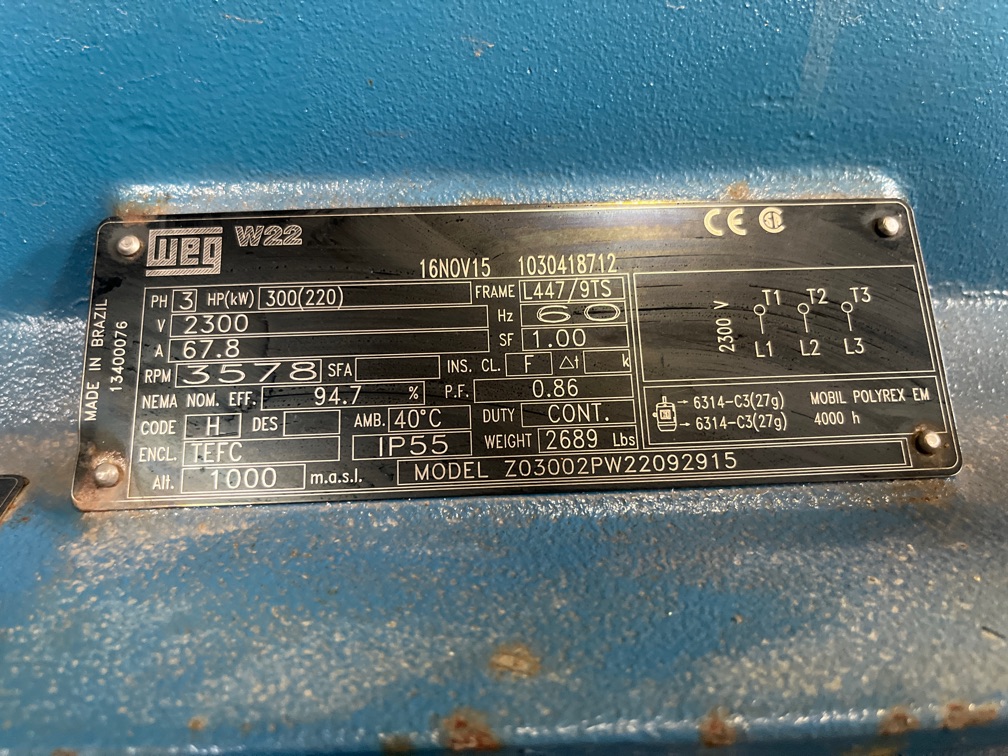 WEG W22
16NOV15 1030418712
MADE IN BRAZIL
13400076
PH 3 HP(kW) 300(220) FRAME L447/9TS
V 2300 Hz 60
A 67.8 SF 1.00
RPM 3578 SFA INS. CL. F Δt k
NEMA NOM. EFF. 94.7 % P.F. 0.86
CODE H DES AMB. 40°C DUTY CONT.
ENCL. TEFC IP55 WEIGHT 2689 Lbs
Alt. 1000 m.a.s.l. MODEL Z03002PW22092915
CE
2300 V
T1 T2 T3
L1 L2 L3
6314-C3(27g) MOBIL POLYREX EM
6314-C3(27g) 4000 h